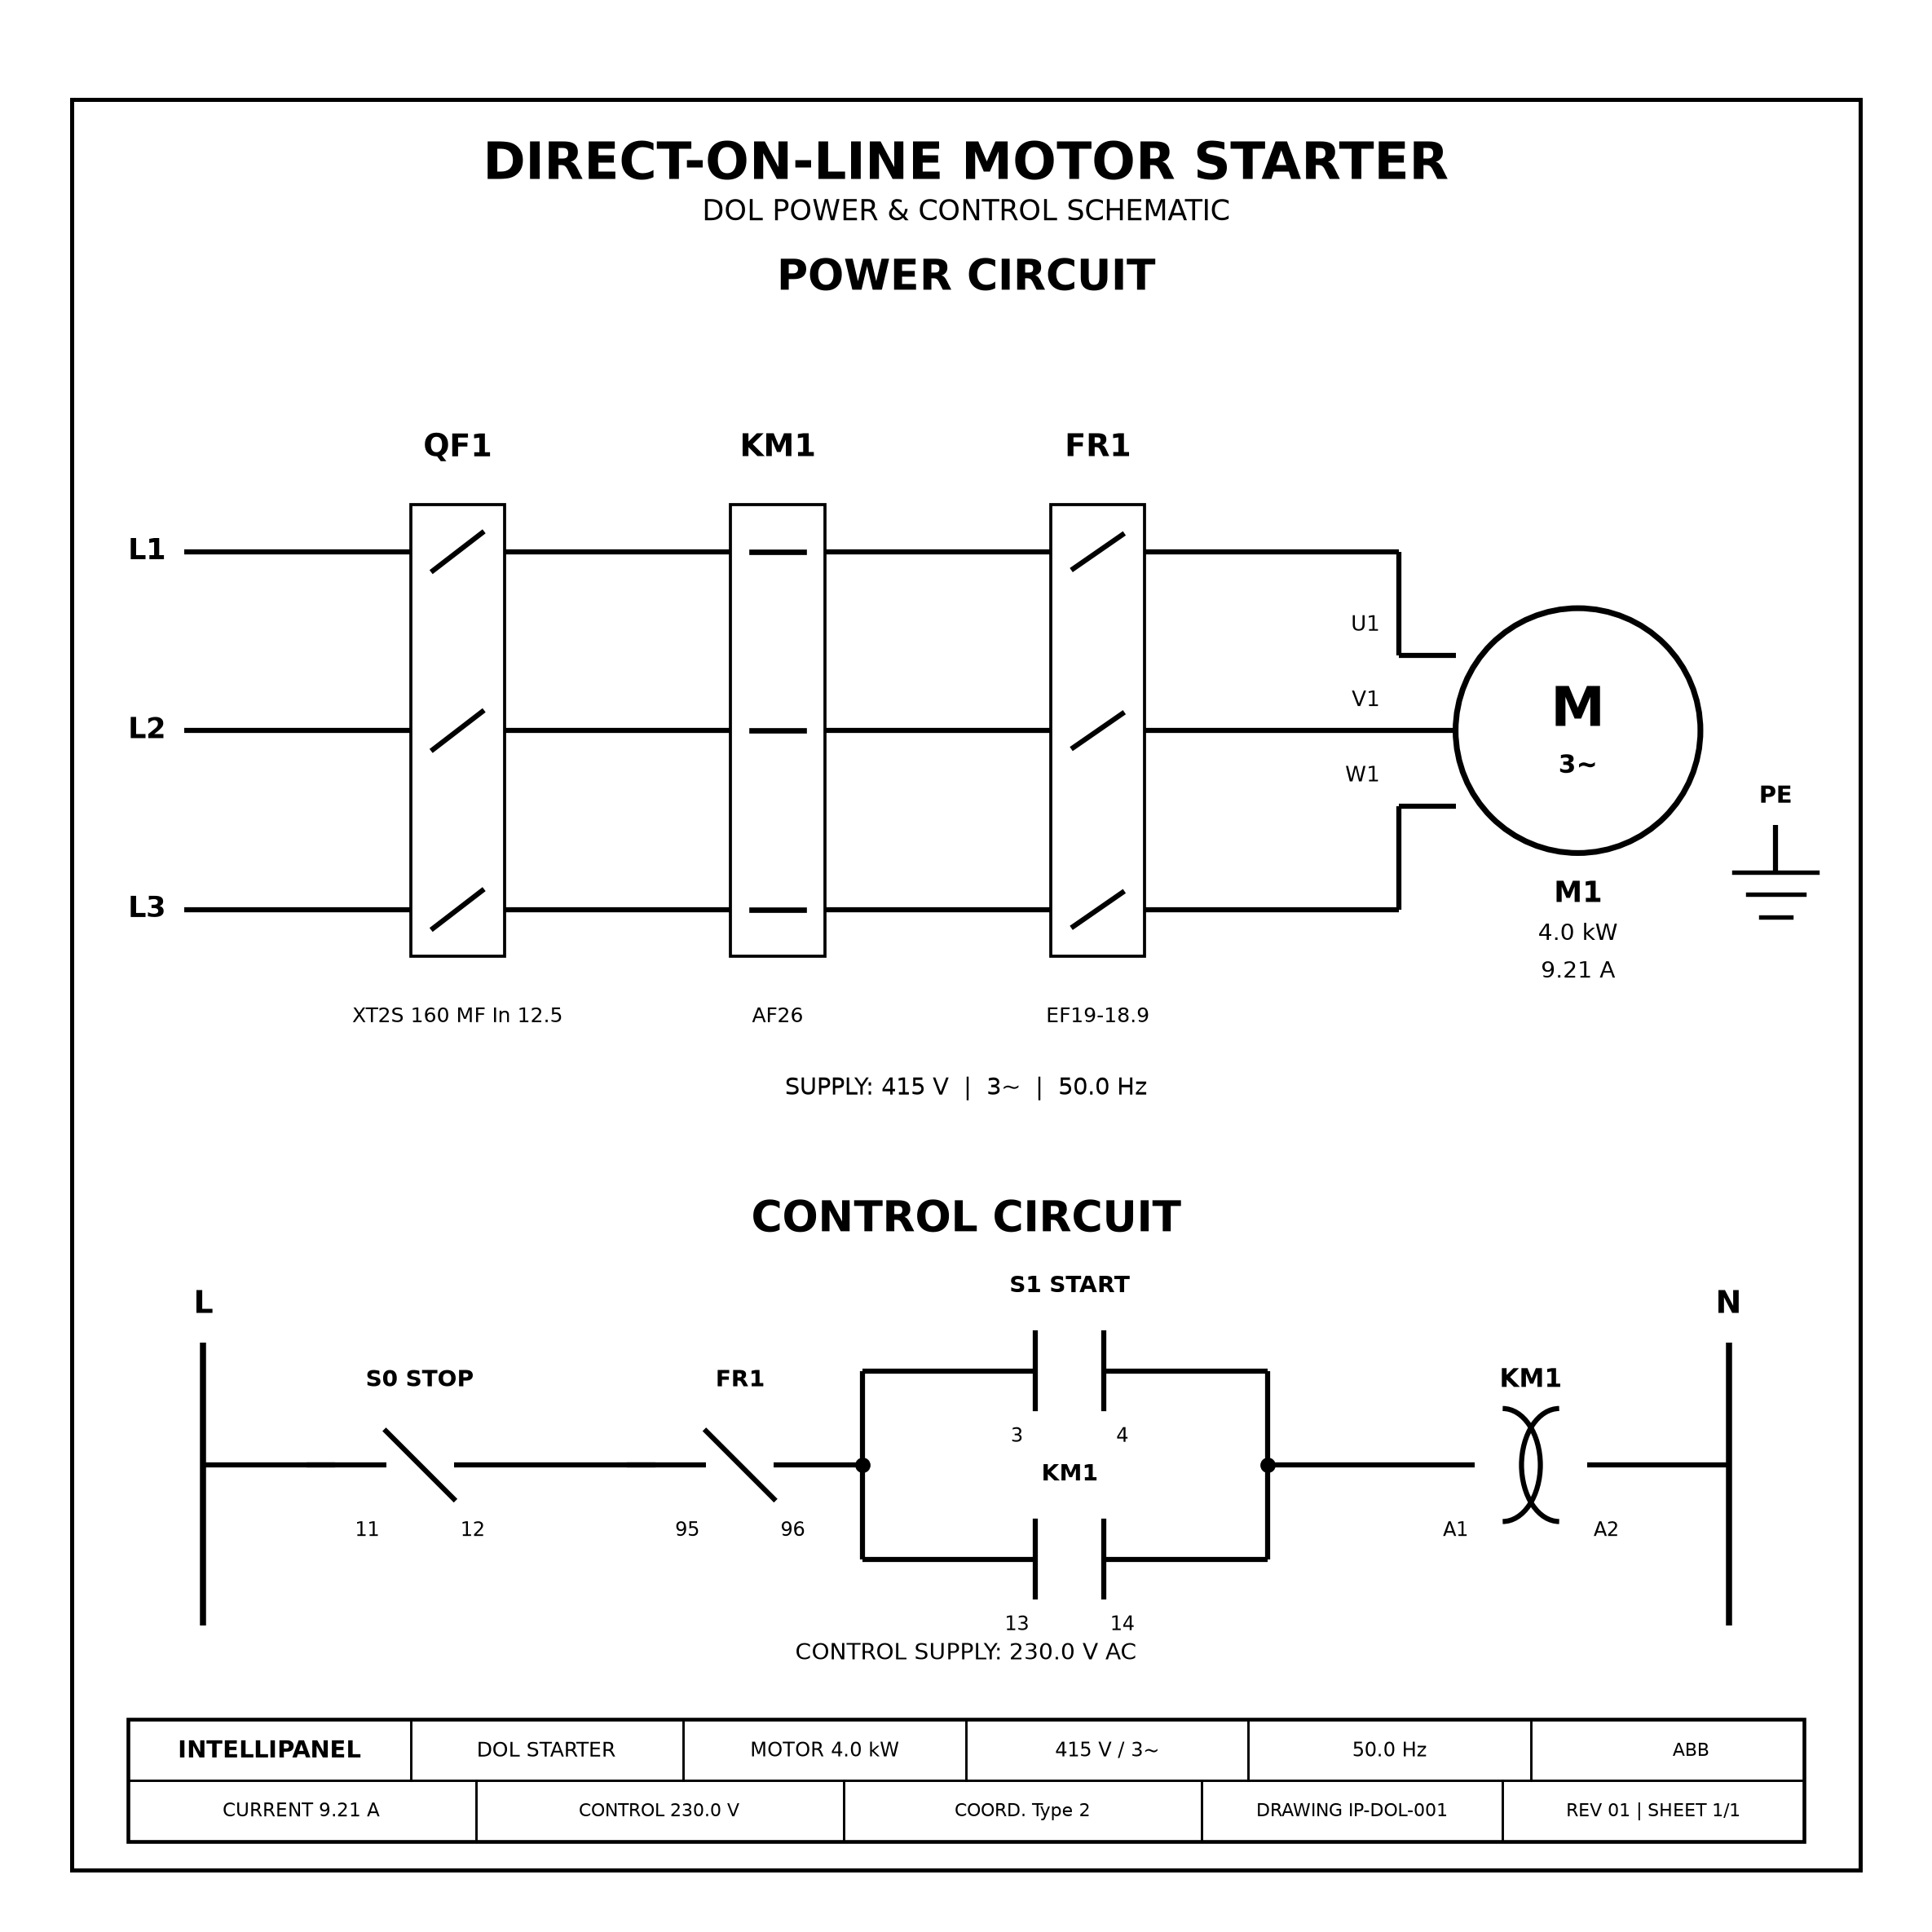 DIRECT-ON-LINE MOTOR STARTER
DOL POWER & CONTROL SCHEMATIC
POWER CIRCUIT
QF1 KM1 FR1
L1
U1
V1
L2
M
3~
W1
PE
L3
M1
4.0 kW
9.21 A
XT2S 160 MF In 12.5 AF26 EF19-18.9
SUPPLY: 415 V | 3~ | 50.0 Hz
CONTROL CIRCUIT
S1 START
L N
S0 STOP FR1 KM1
3 4
KM1
11 12 95 96 A1 A2
13 14
CONTROL SUPPLY: 230.0 V AC
INTELLIPANEL DOL STARTER MOTOR 4.0 kW 415 V / 3~ 50.0 Hz ABB
CURRENT 9.21 A CONTROL 230.0 V COORD. Type 2 DRAWING IP-DOL-001 REV 01 | SHEET 1/1